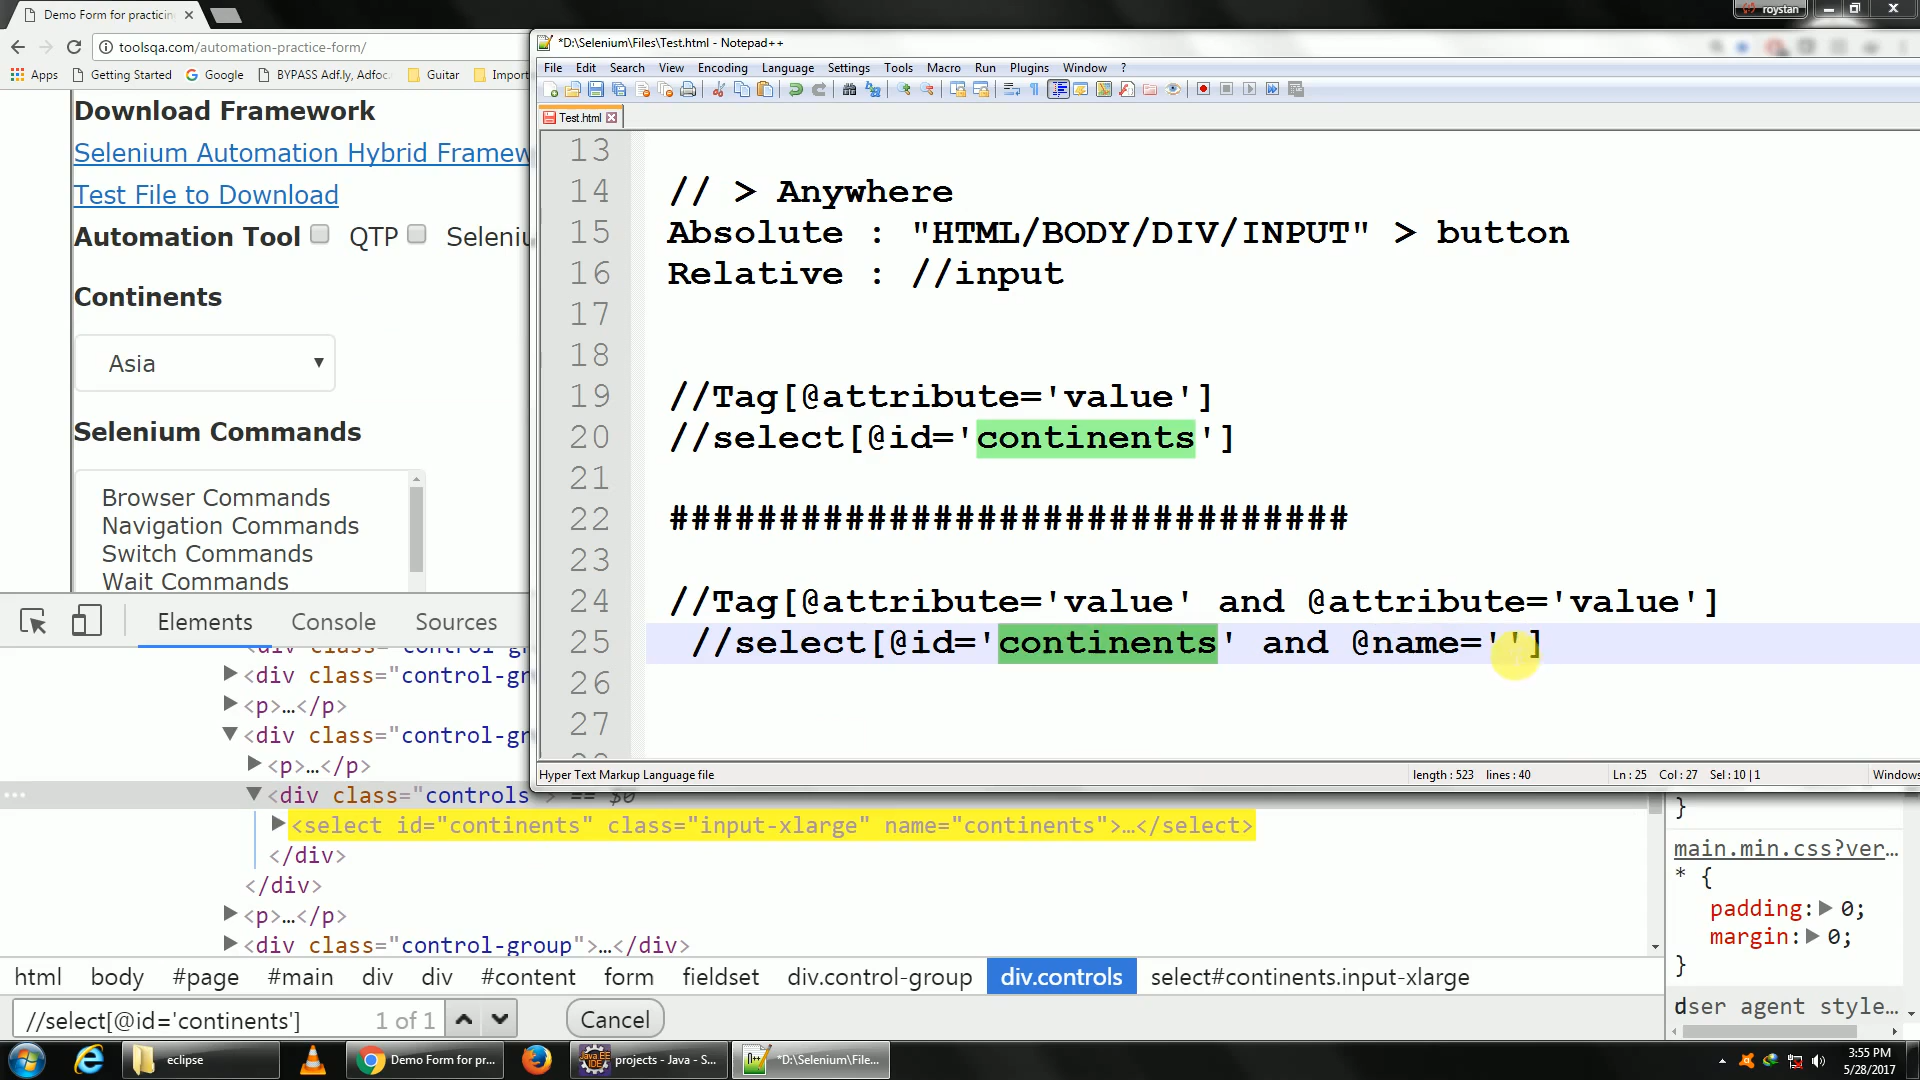 Demo Form for practicin
roystan
toolsqa.com/automation-practice-form/
Apps
Getting Started
Google
BYPASS Adf.ly, Adfoc.
Guitar
Import
Download Framework
Selenium Automation Hybrid Framew
Test File to Download
Automation Tool
QTP
Seleniu
Continents
Asia
Selenium Commands
Browser Commands
Navigation Commands
Switch Commands
Wait Commands
*D:\Selenium\Files\Test.html - Notepad++
File Edit Search View Encoding Language Settings Tools Macro Run Plugins Window ?
Test.html
13
14 // > Anywhere
15 Absolute : "HTML/BODY/DIV/INPUT" > button
16 Relative : //input
17
18
19 //Tag[@attribute='value']
20 //select[@id='continents']
21
22 ###############################
23
24 //Tag[@attribute='value' and @attribute='value']
25 //select[@id='continents' and @name='']
26
27
Hyper Text Markup Language file
length : 523 lines : 40
Ln : 25 Col : 27 Sel : 10 | 1
Windows
Elements Console Sources
<div class="control-gr
<p>…</p>
<div class="control-gr
<p>…</p>
<div class="controls"> == $0
<select id="continents" class="input-xlarge" name="continents">…</select>
</div>
</div>
<p>…</p>
<div class="control-group">…</div>
}
main.min.css?ver…
* {
padding: 0;
margin: 0;
}
user agent style…
html body #page #main div div #content form fieldset div.control-group div.controls select#continents.input-xlarge
//select[@id='continents'] 1 of 1 Cancel
eclipse
Demo Form for pr...
projects - Java - S...
*D:\Selenium\File...
3:55 PM
5/28/2017